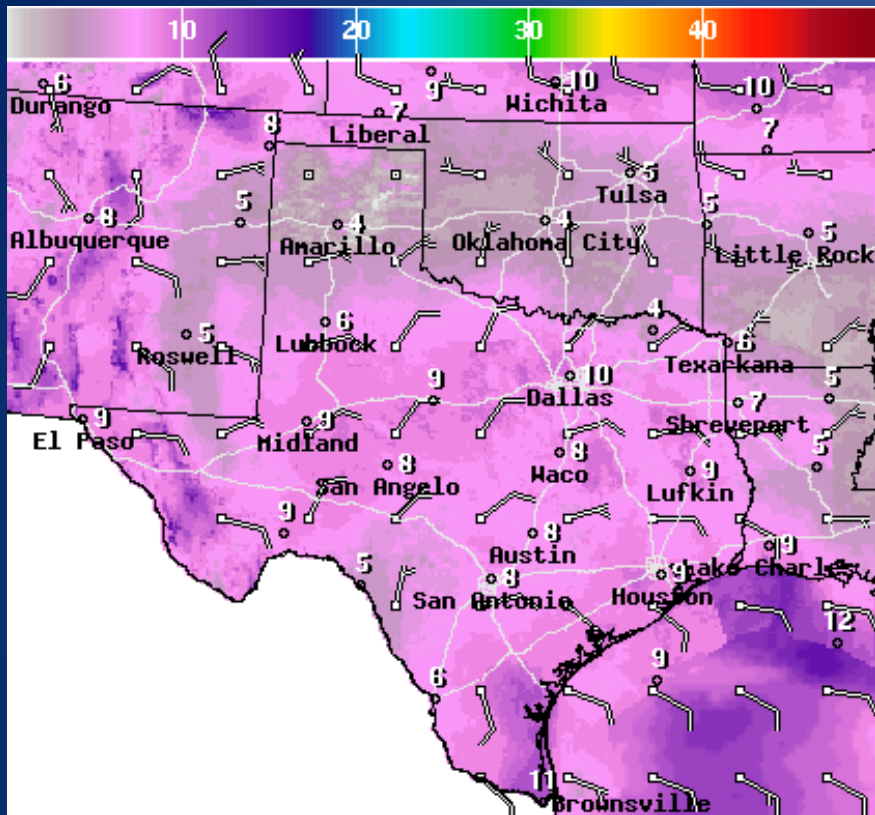 10 20 30 40
6 9 10 10
Durango Wichita
8 7 7
Liberal
5
Tulsa
8 5 4 4 5 5
Albuquerque Amarillo Oklahoma City Little Rock
5 6 4 6
Roswell Lubbock Texarkana
9 10 5
Dallas
9 9 7
El Paso Midland Shreveport
8 8 9 5
San Angelo Waco Lufkin
9 8 9
Austin
5 8 9 Lake Charles
San Antonio Houston
12
6 9
11
Brownsville